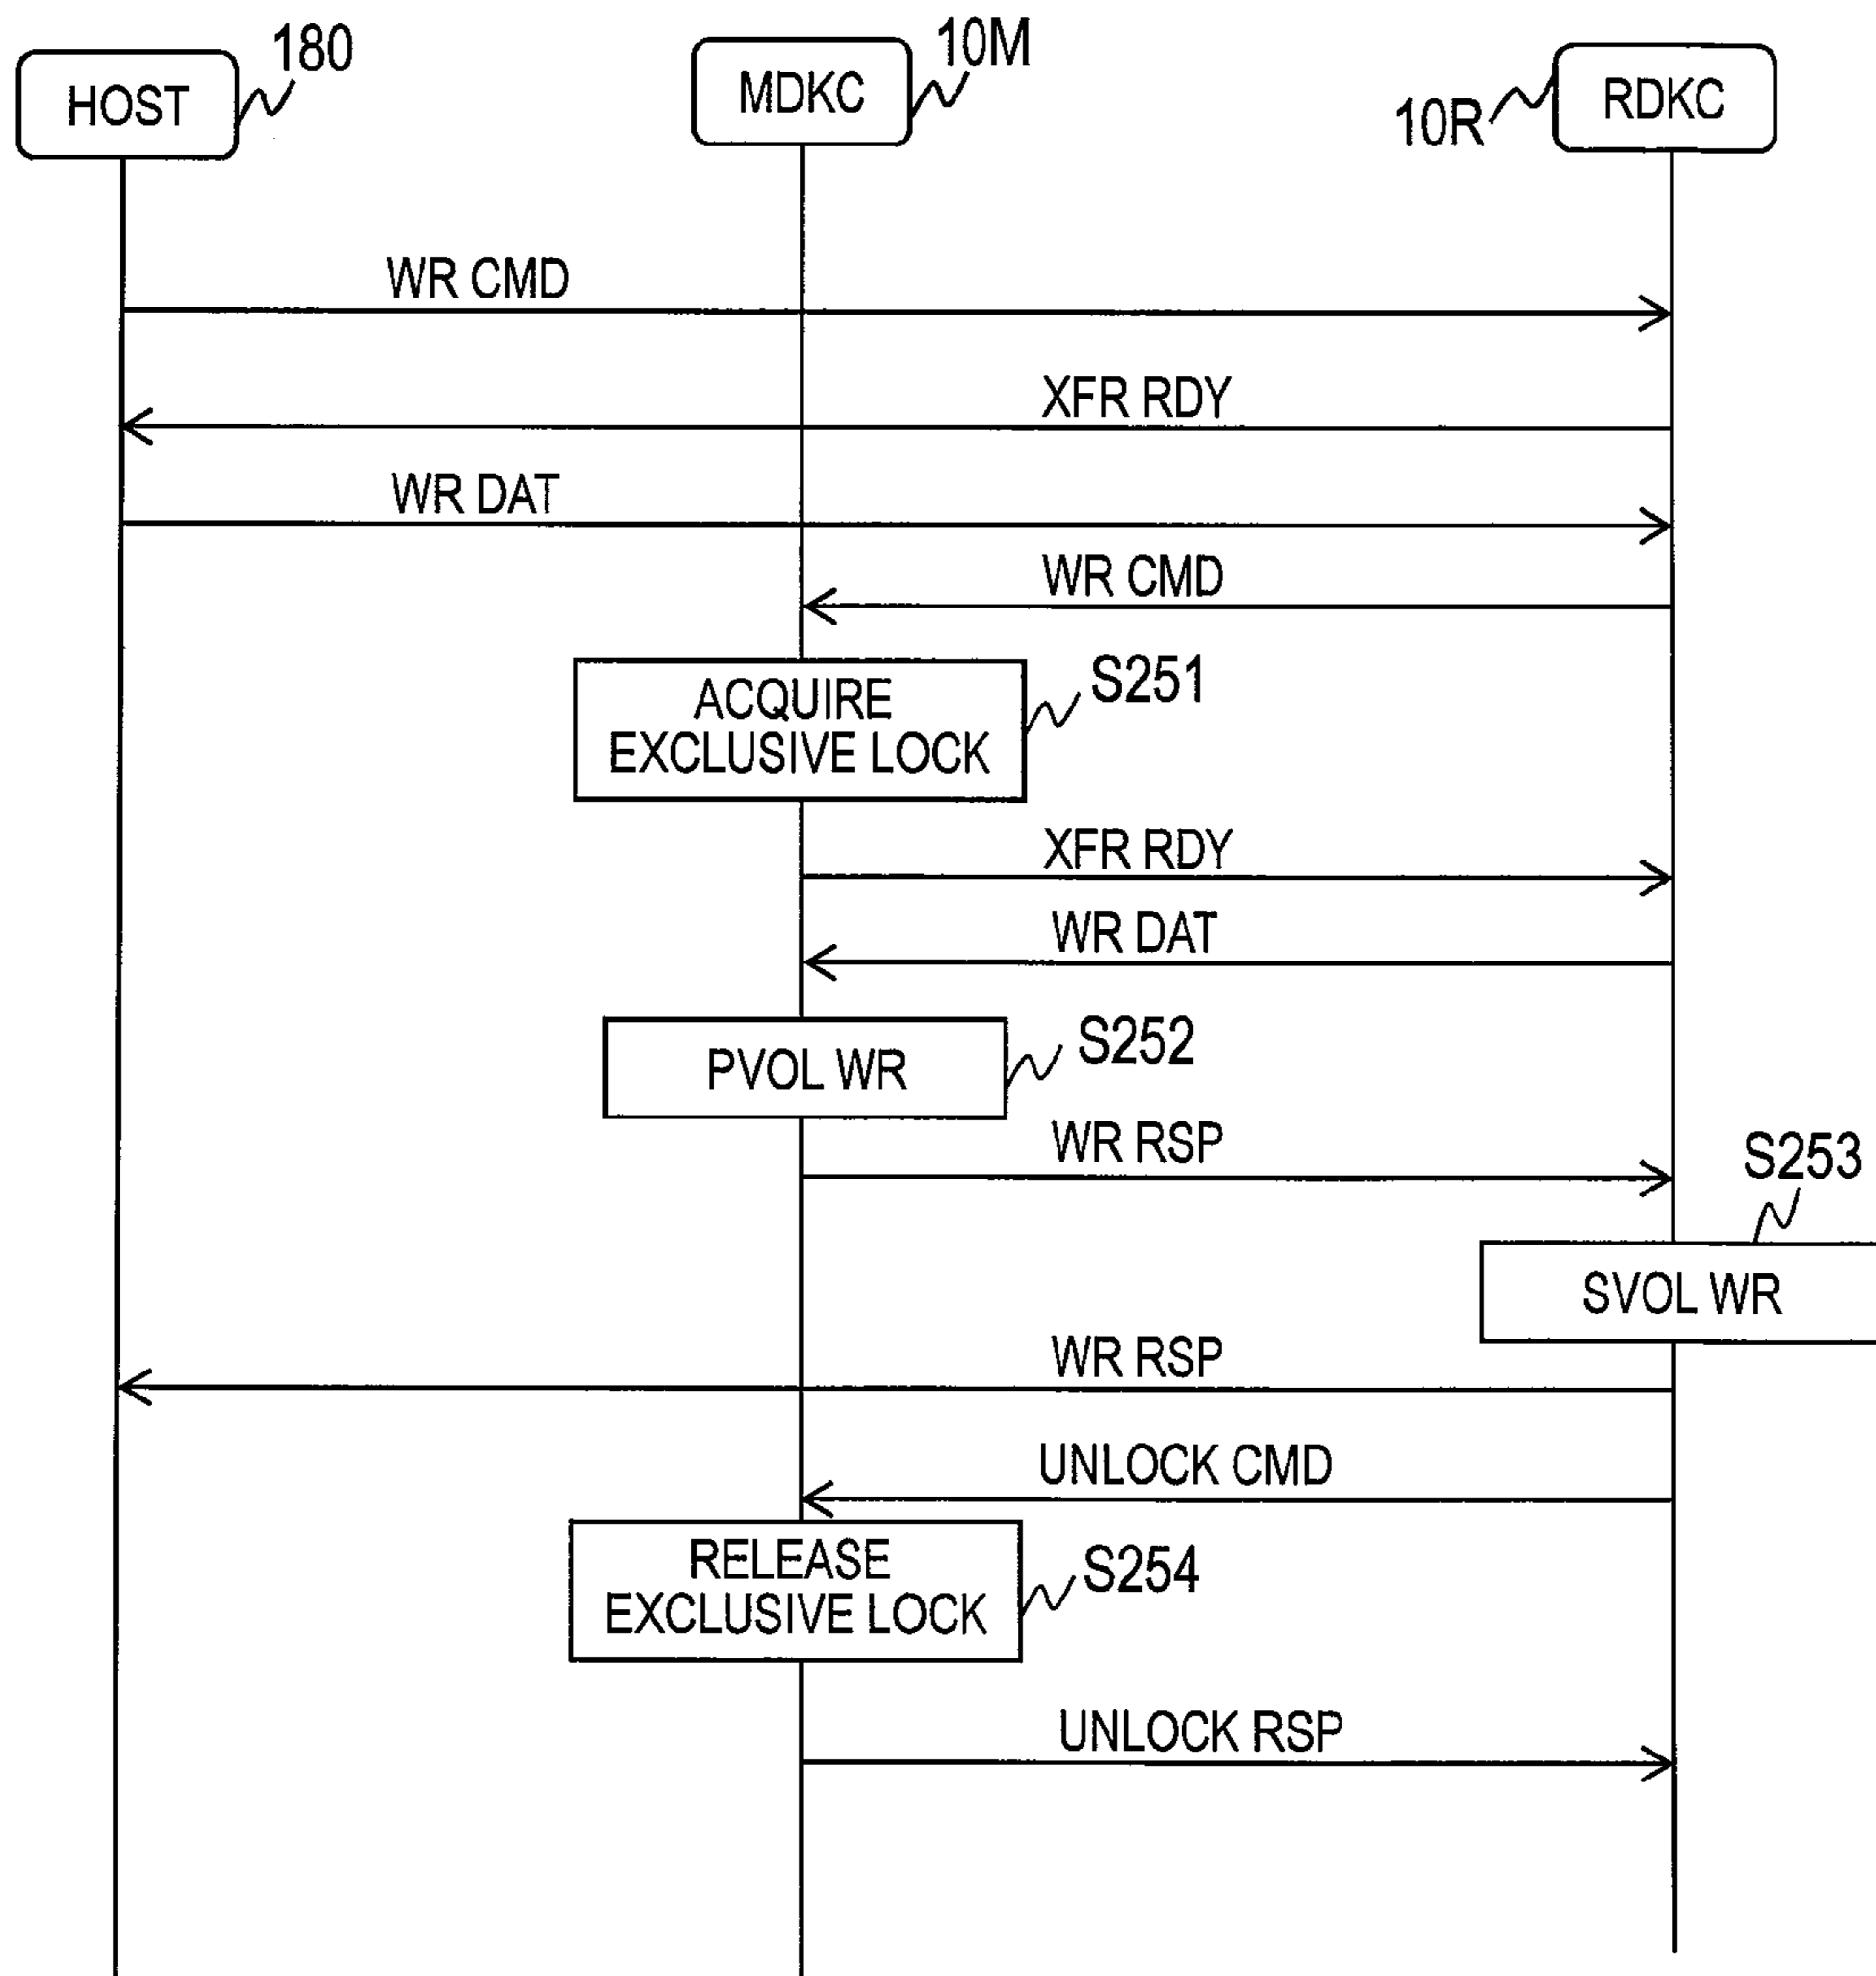 180
10M
HOST
MDKC
RDKC
10R
WR CMD
XFR RDY
WR DAT
WR CMD
S251
ACQUIRE
EXCLUSIVE LOCK
XFR RDY
WR DAT
S252
PVOL WR
WR RSP
S253
SVOL WR
WR RSP
UNLOCK CMD
RELEASE
EXCLUSIVE LOCK
S254
UNLOCK RSP